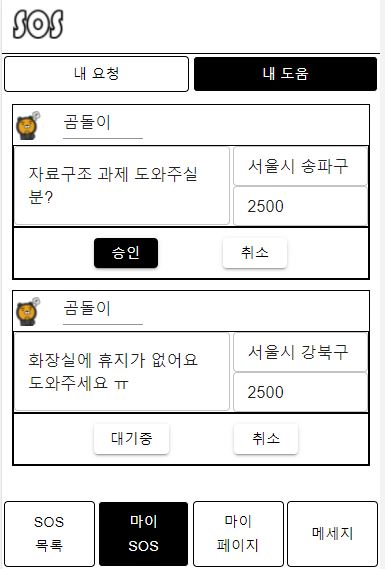 SOS
내 요청
내 도움
곰돌이
자료구조 과제 도와주실
분?
서울시 송파구
2500
승인
취소
곰돌이
화장실에 휴지가 없어요
도와주세요 ㅠ
서울시 강북구
2500
대기중
취소
SOS
목록
마이
SOS
마이
페이지
메세지